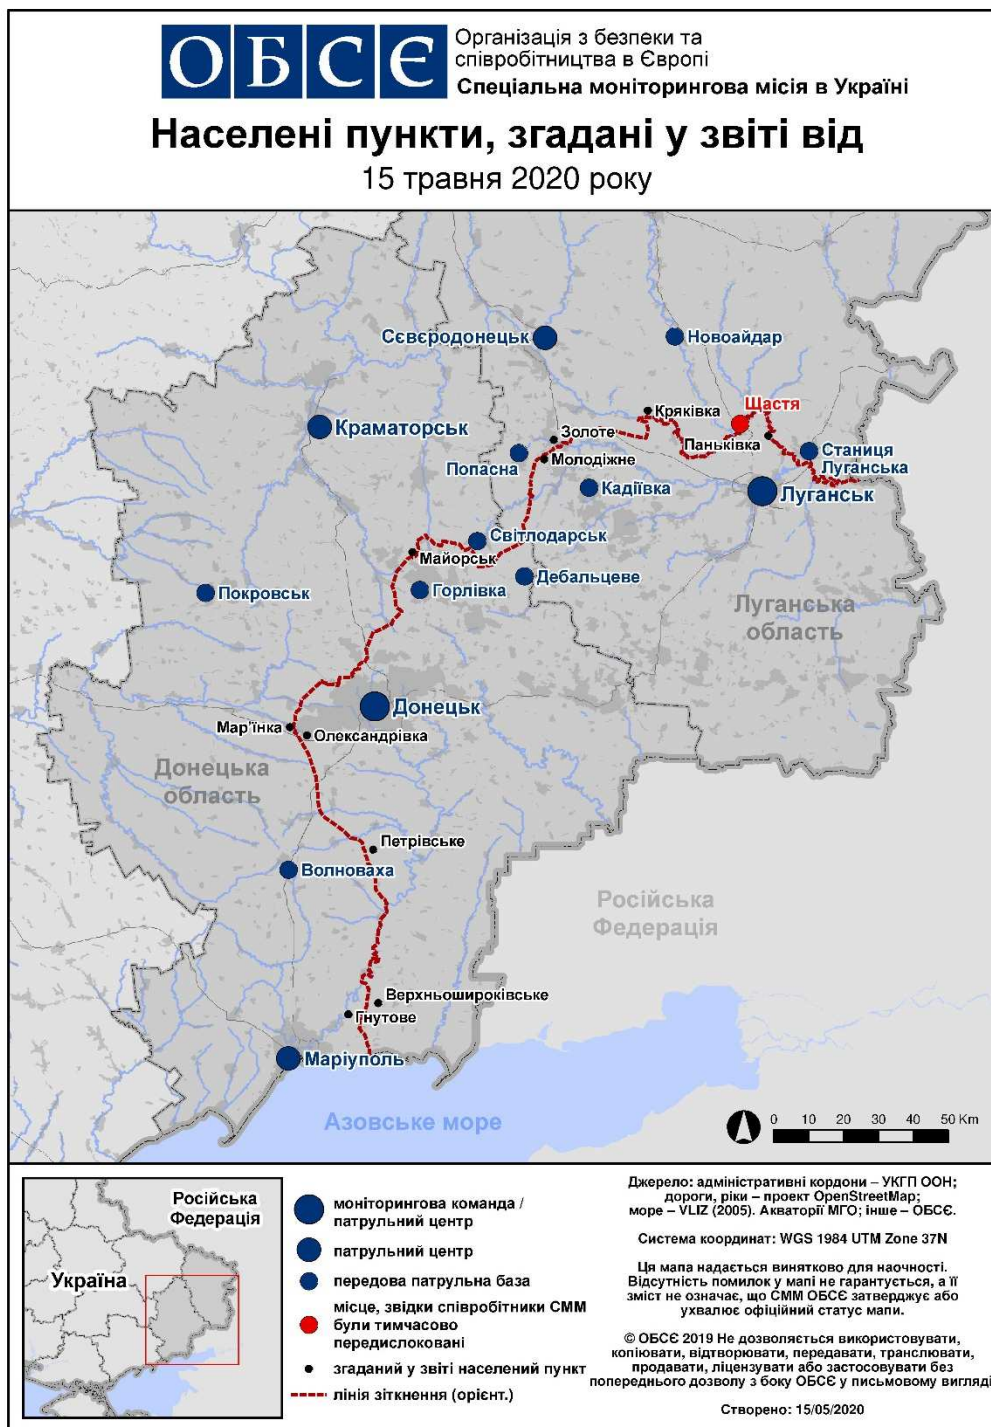 ОБСЄ
Організація з безпеки та
співробітництва в Європі
Спеціальна моніторингова місія в Україні
Населені пункти, згадані у звіті від
15 травня 2020 року
Сєвєродонецьк
Новоайдар
Щастя
Кряківка
Краматорськ
Золоте
Паньківка
Станиця
Луганська
Попасна
Молодіжне
Кадіївка
Луганськ
Світлодарськ
Майорськ
Дебальцеве
Горлівка
Покровськ
Луганська
область
Донецьк
Мар'їнка
Олександрівка
Донецька
область
Петрівське
Волноваха
Російська
Федерація
Верхньошироківське
Гнутове
Маріуполь
Азовське море
0 10 20 30 40 50 Km
Російська
Федерація
Україна
моніторингова команда /
патрульний центр
патрульний центр
передова патрульна база
місце, звідки співробітники СММ
були тимчасово
передислоковані
згаданий у звіті населений пункт
лінія зіткнення (орієнт.)
Джерело: адміністративні кордони – УКГП ООН;
дороги, ріки – проект OpenStreetMap;
море – VLIZ (2005). Акваторії МГО; інше – ОБСЄ.
Система координат: WGS 1984 UTM Zone 37N
Ця мапа надається винятково для наочності.
Відсутність помилок у мапі не гарантується, а її
зміст не означає, що СММ ОБСЄ затверджує або
ухвалює офіційний статус мапи.
© ОБСЄ 2019 Не дозволяється використовувати,
копіювати, відтворювати, передавати, транслювати,
продавати, ліцензувати або застосовувати без
попереднього дозволу з боку ОБСЄ у письмовому вигляді
Створено: 15/05/2020